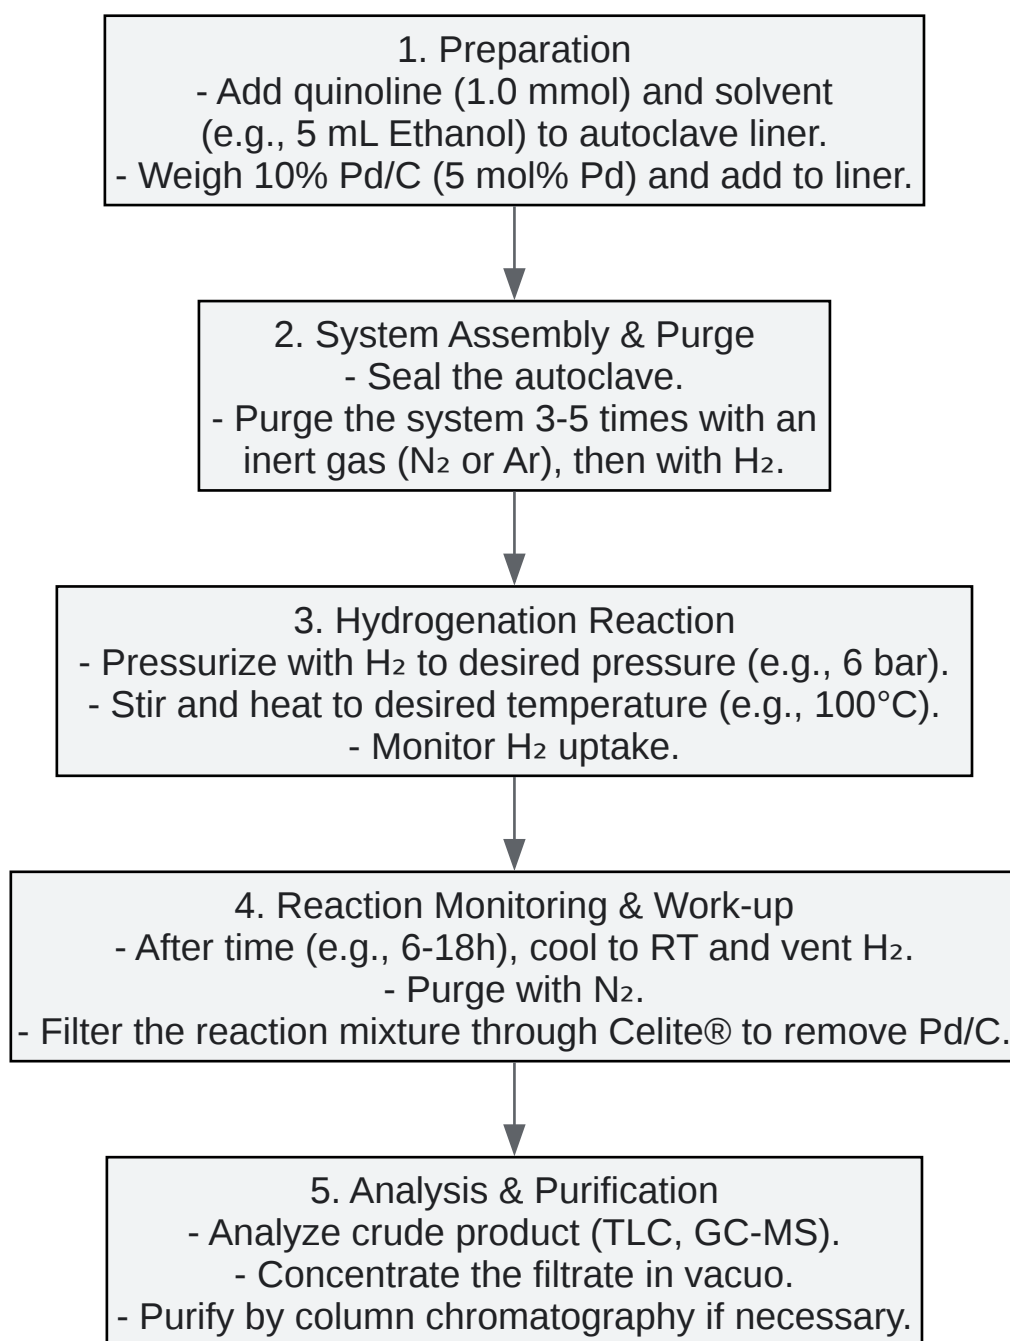 1. Preparation
- Add quinoline (1.0 mmol) and solvent
(e.g., 5 mL Ethanol) to autoclave liner.
- Weigh 10% Pd/C (5 mol% Pd) and add to liner.
2. System Assembly & Purge
- Seal the autoclave.
- Purge the system 3-5 times with an
inert gas (N₂ or Ar), then with H₂.
3. Hydrogenation Reaction
- Pressurize with H₂ to desired pressure (e.g., 6 bar).
- Stir and heat to desired temperature (e.g., 100°C).
- Monitor H₂ uptake.
4. Reaction Monitoring & Work-up
- After time (e.g., 6-18h), cool to RT and vent H₂.
- Purge with N₂.
- Filter the reaction mixture through Celite® to remove Pd/C.
5. Analysis & Purification
- Analyze crude product (TLC, GC-MS).
- Concentrate the filtrate in vacuo.
- Purify by column chromatography if necessary.